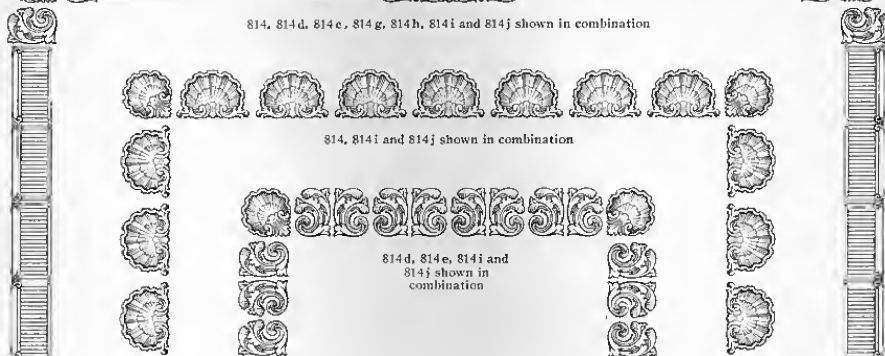 814, 814d, 814e, 814g, 814h, 814i and 814j shown in combination
814, 814i and 814j shown in combination
814d, 814e, 814i and
814j shown in
combination